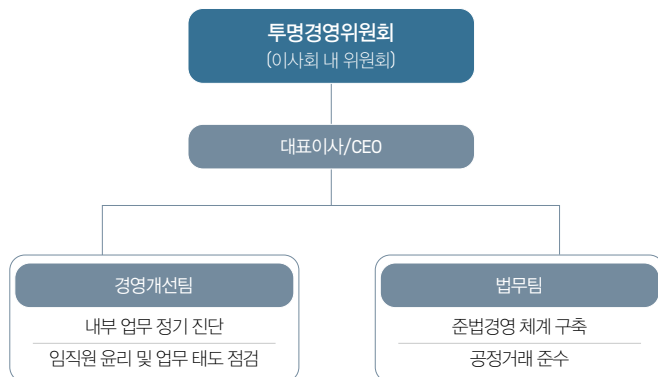 투명경영위원회
(이사회 내 위원회)
대표이사/CEO
경영개선팀
내부 업무 정기 진단
임직원 윤리 및 업무 태도 점검
법무팀
준법경영 체계 구축
공정거래 준수